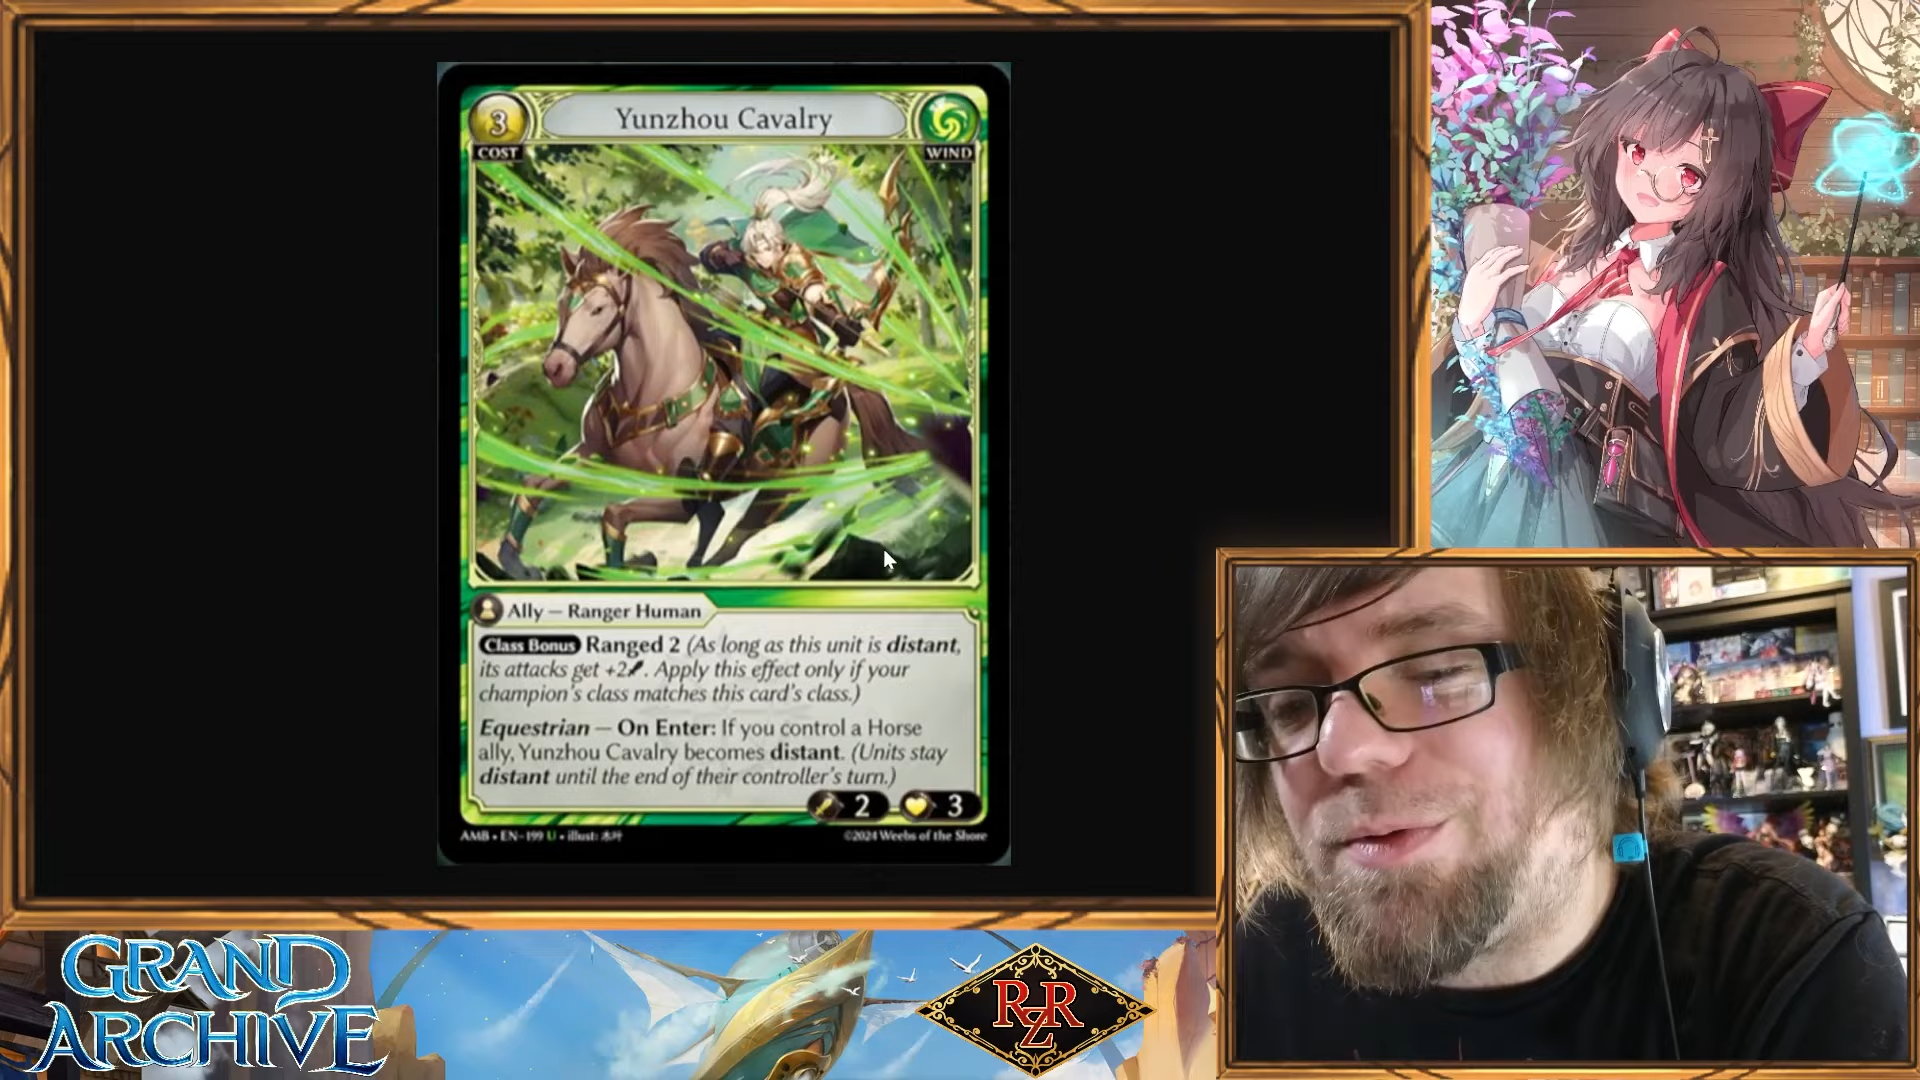 3
COST
Yunzhou Cavalry
WIND
Ally — Ranger Human
Class Bonus Ranged 2 (As long as this unit is distant,
its attacks get +2. Apply this effect only if your
champion's class matches this card's class.)
Equestrian — On Enter: If you control a Horse
ally, Yunzhou Cavalry becomes distant. (Units stay
distant until the end of their controller's turn.)
2
3
AMB • EN-199 U • illust: 木叶
©2024 Weebs of the Shore
GRAND
ARCHIVE
RZR